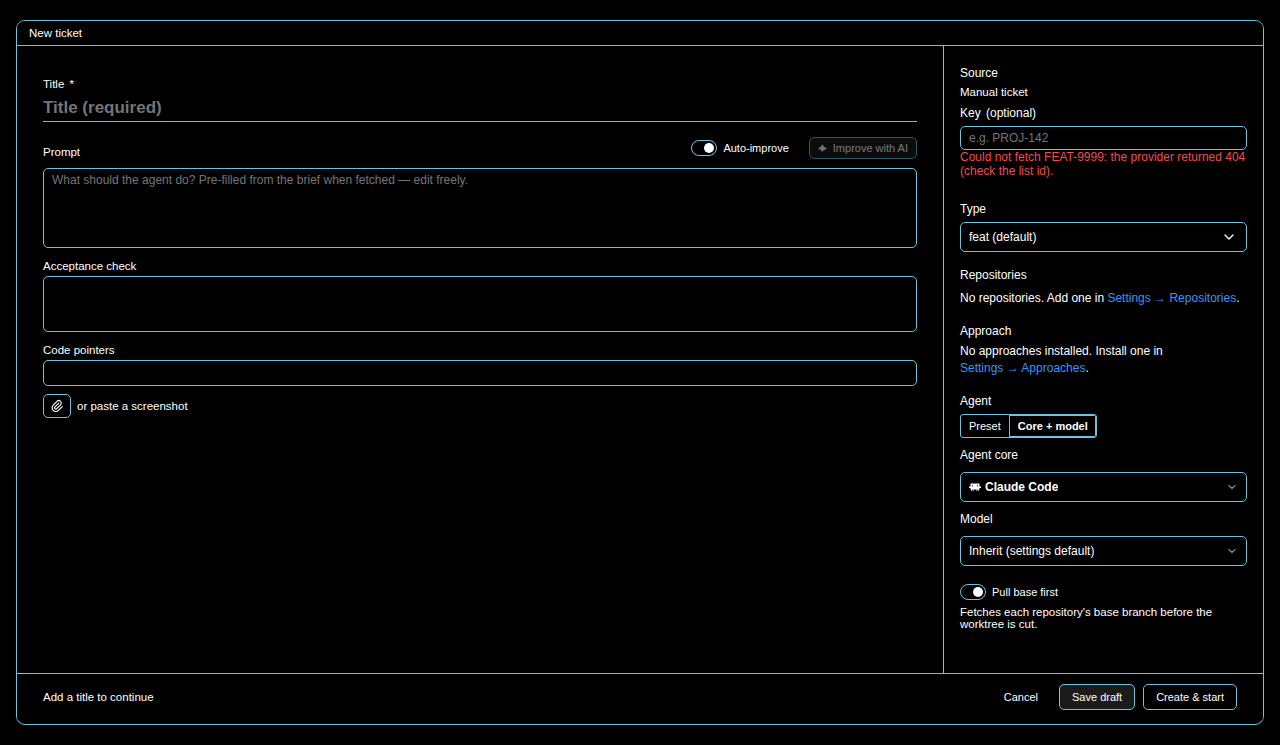 New ticket
Title *
Title (required)
Prompt
Auto-improve
Improve with AI
What should the agent do? Pre-filled from the brief when fetched — edit freely.
Acceptance check
Code pointers
or paste a screenshot
Source
Manual ticket
Key (optional)
e.g. PROJ-142
Could not fetch FEAT-9999: the provider returned 404
(check the list id).
Type
feat (default)
Repositories
No repositories. Add one in Settings → Repositories.
Approach
No approaches installed. Install one in
Settings → Approaches.
Agent
Preset
Core + model
Agent core
Claude Code
Model
Inherit (settings default)
Pull base first
Fetches each repository's base branch before the
worktree is cut.
Add a title to continue
Cancel
Save draft
Create & start